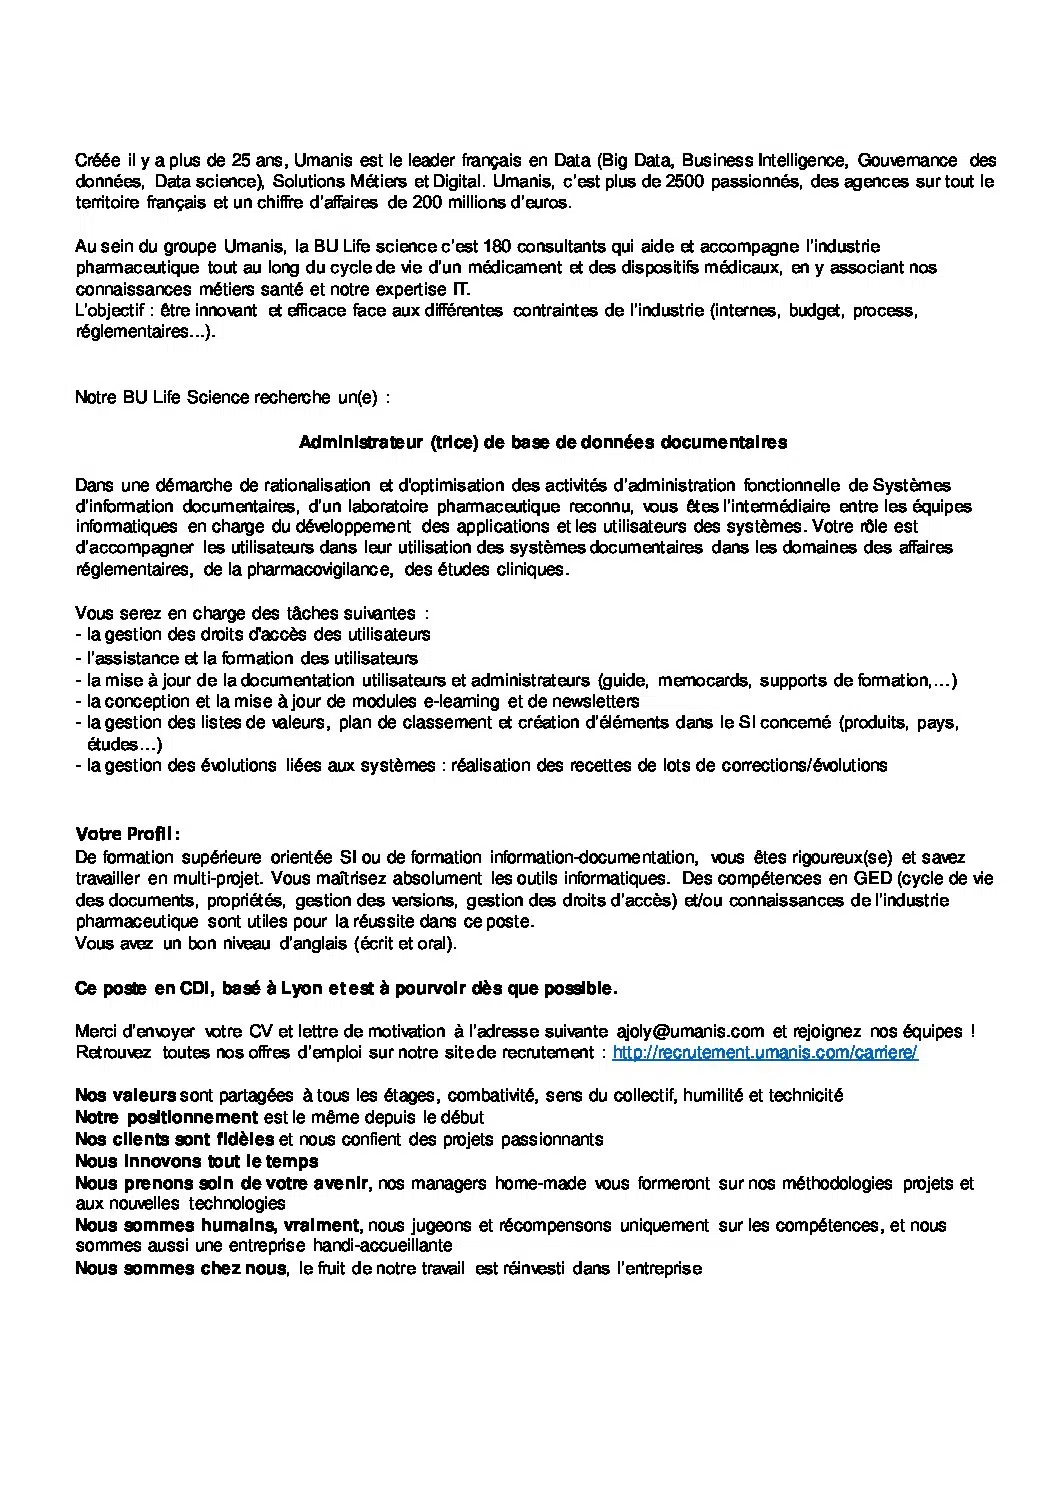 Créée il y a plus de 25 ans, Umanis est le leader français en Data (Big Data, Business Intelligence, Gouvernance des
données, Data science), Solutions Métiers et Digital. Umanis, c'est plus de 2500 passionnés, des agences sur tout le
territoire français et un chiffre d'affaires de 200 millions d'euros.
Au sein du groupe Umanis, la BU Life science c'est 180 consultants qui aide et accompagne l'industrie
pharmaceutique tout au long du cycle de vie d'un médicament et des dispositifs médicaux, en y associant nos
connaissances métiers santé et notre expertise IT.
L'objectif : être innovant et efficace face aux différentes contraintes de l'industrie (internes, budget, process,
réglementaires…).
Notre BU Life Science recherche un(e) :
Administrateur (trice) de base de données documentaires
Dans une démarche de rationalisation et d'optimisation des activités d'administration fonctionnelle de Systèmes
d'information documentaires, d'un laboratoire pharmaceutique reconnu, vous êtes l'intermédiaire entre les équipes
informatiques en charge du développement des applications et les utilisateurs des systèmes. Votre rôle est
d'accompagner les utilisateurs dans leur utilisation des systèmes documentaires dans les domaines des affaires
réglementaires, de la pharmacovigilance, des études cliniques.
Vous serez en charge des tâches suivantes :
- la gestion des droits d'accès des utilisateurs
- l'assistance et la formation des utilisateurs
- la mise à jour de la documentation utilisateurs et administrateurs (guide, memocards, supports de formation,…)
- la conception et la mise à jour de modules e-learning et de newsletters
- la gestion des listes de valeurs, plan de classement et création d'éléments dans le SI concerné (produits, pays,
études…)
- la gestion des évolutions liées aux systèmes : réalisation des recettes de lots de corrections/évolutions
Votre Profil :
De formation supérieure orientée SI ou de formation information-documentation, vous êtes rigoureux(se) et savez
travailler en multi-projet. Vous maîtrisez absolument les outils informatiques. Des compétences en GED (cycle de vie
des documents, propriétés, gestion des versions, gestion des droits d'accès) et/ou connaissances de l'industrie
pharmaceutique sont utiles pour la réussite dans ce poste.
Vous avez un bon niveau d'anglais (écrit et oral).
Ce poste en CDI, basé à Lyon et est à pourvoir dès que possible.
Merci d'envoyer votre CV et lettre de motivation à l'adresse suivante ajoly@umanis.com et rejoignez nos équipes !
Retrouvez toutes nos offres d'emploi sur notre site de recrutement : http://recrutement.umanis.com/carriere/
Nos valeurs sont partagées à tous les étages, combativité, sens du collectif, humilité et technicité
Notre positionnement est le même depuis le début
Nos clients sont fidèles et nous confient des projets passionnants
Nous innovons tout le temps
Nous prenons soin de votre avenir, nos managers home-made vous formeront sur nos méthodologies projets et
aux nouvelles technologies
Nous sommes humains, vraiment, nous jugeons et récompensons uniquement sur les compétences, et nous
sommes aussi une entreprise handi-accueillante
Nous sommes chez nous, le fruit de notre travail est réinvesti dans l'entreprise